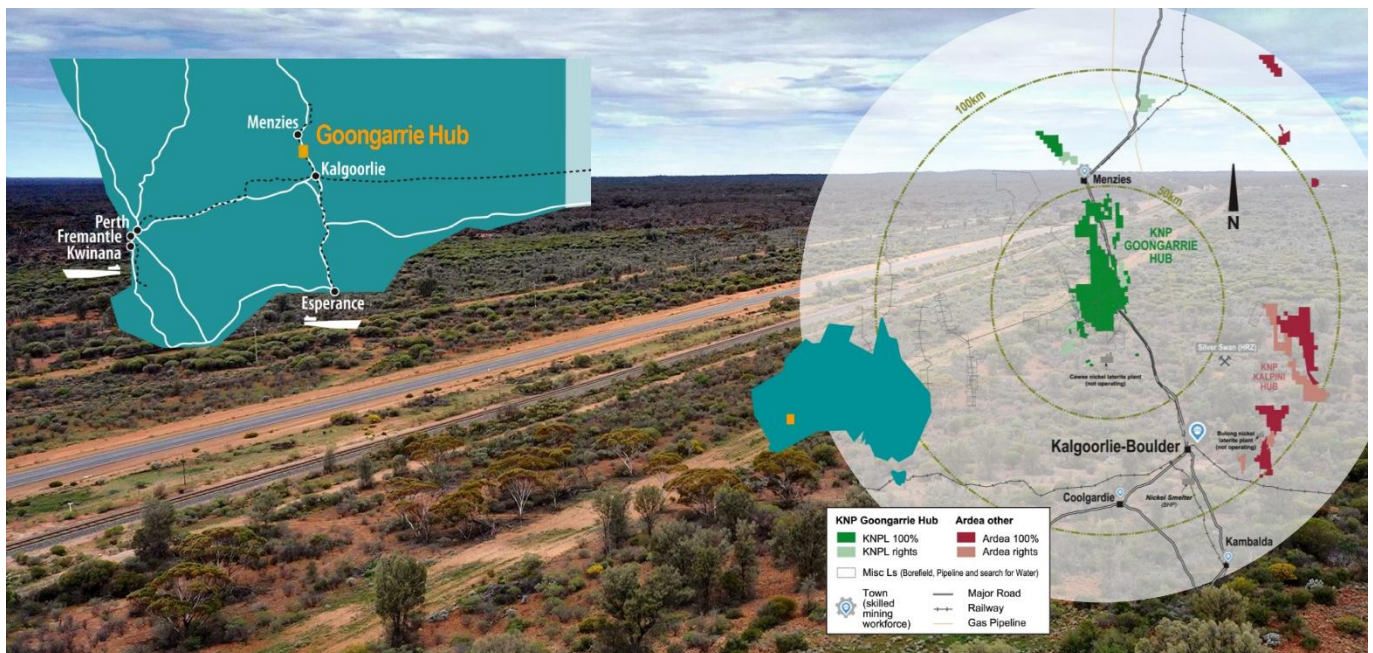 Menzies
Goongarrie Hub
Kalgoorlie
Perth
Fremantle
Kwinana
Esperance
100km
Menzies
50km
KNP
GOONGARRIE
HUB
N
Silver Swan (HRZ)
KNP
KALPINI
HUB
Cawse nickel laterite plant
(not operating)
Bulong nickel
laterite plant
(not operating)
Kalgoorlie-Boulder
Coolgardie
Nickel Smelter
(BHP)
Kambalda
KNP Goongarrie Hub Ardea other
KNPL 100% Ardea 100%
KNPL rights Ardea rights
Misc Ls (Borefield, Pipeline and search for Water)
Town
(skilled
mining
workforce)
Major Road
Railway
Gas Pipeline